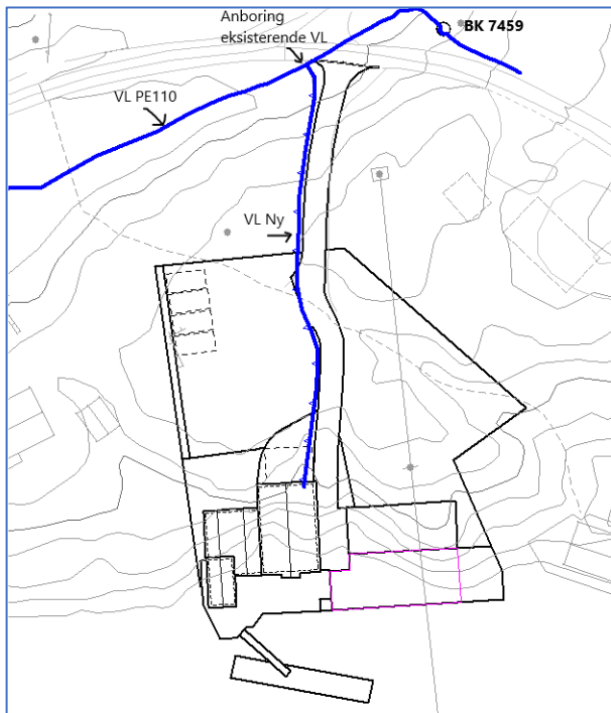 Anboring
eksisterende VL
BK 7459
VL PE110
VL Ny